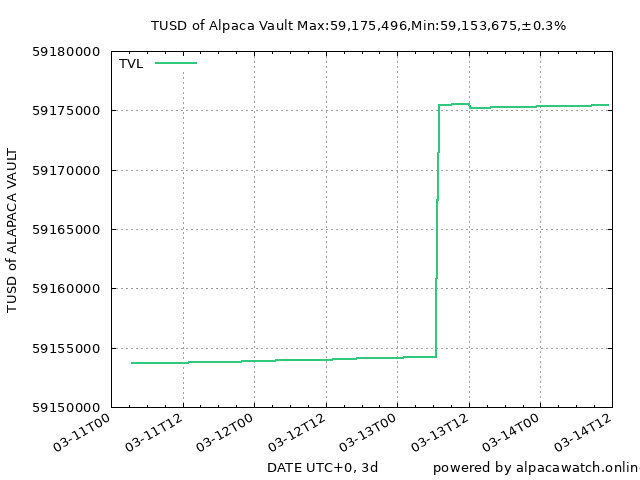 TUSD of Alpaca Vault Max:59,175,496,Min:59,153,675,±0.3%
TVL
59180000
59175000
59170000
59165000
59160000
59155000
59150000
TUSD of ALAPACA VAULT
03-11T00
03-11T12
03-12T00
03-12T12
03-13T00
03-13T12
03-14T00
03-14T12
DATE UTC+0, 3d
powered by alpacawatch.onlin